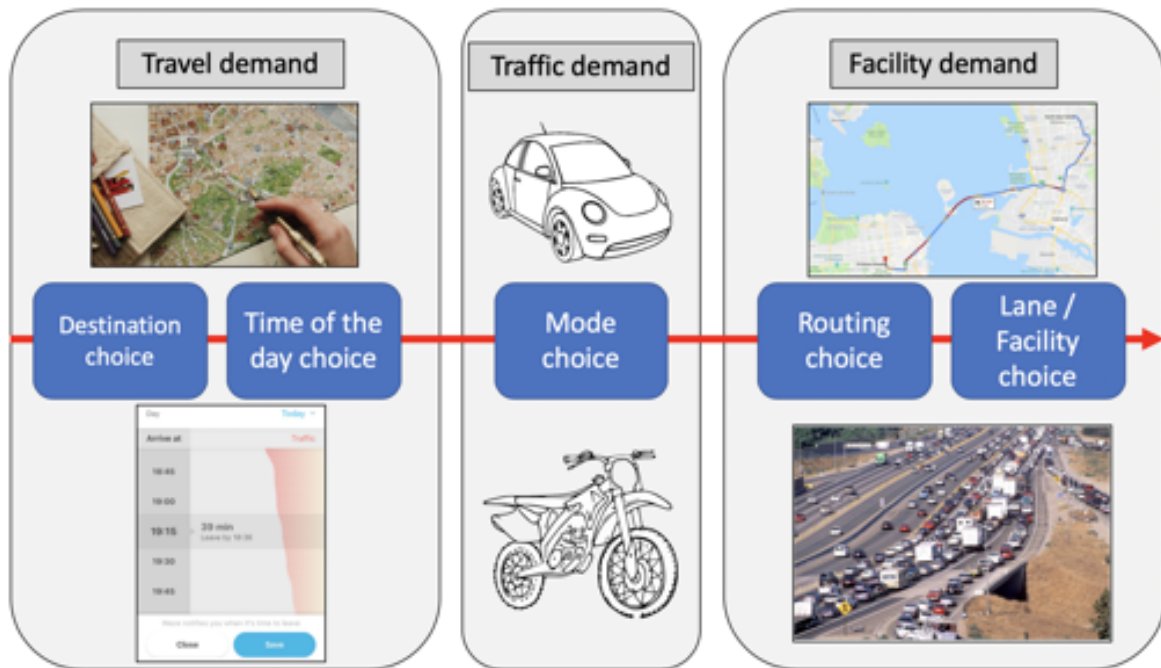 Travel demand
Traffic demand
Facility demand
Destination
choice
Time of the
day choice
Mode
choice
Routing
choice
Lane /
Facility
choice
Day
Today
Arrive at
Traffic
18:45
19:00
19:15
39 min
19:30
19:45
Close
Save